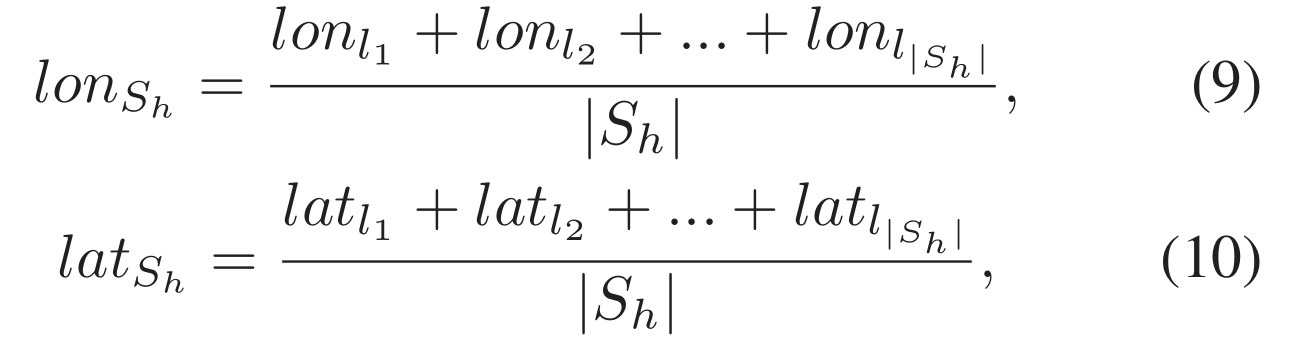 $lon_{S_h} = \frac{lon_{l_1} + lon_{l_2} + ... + lon_{l_{|S_h|}}}{|S_h|},$ (9)
$lat_{S_h} = \frac{lat_{l_1} + lat_{l_2} + ... + lat_{l_{|S_h|}}}{|S_h|},$ (10)